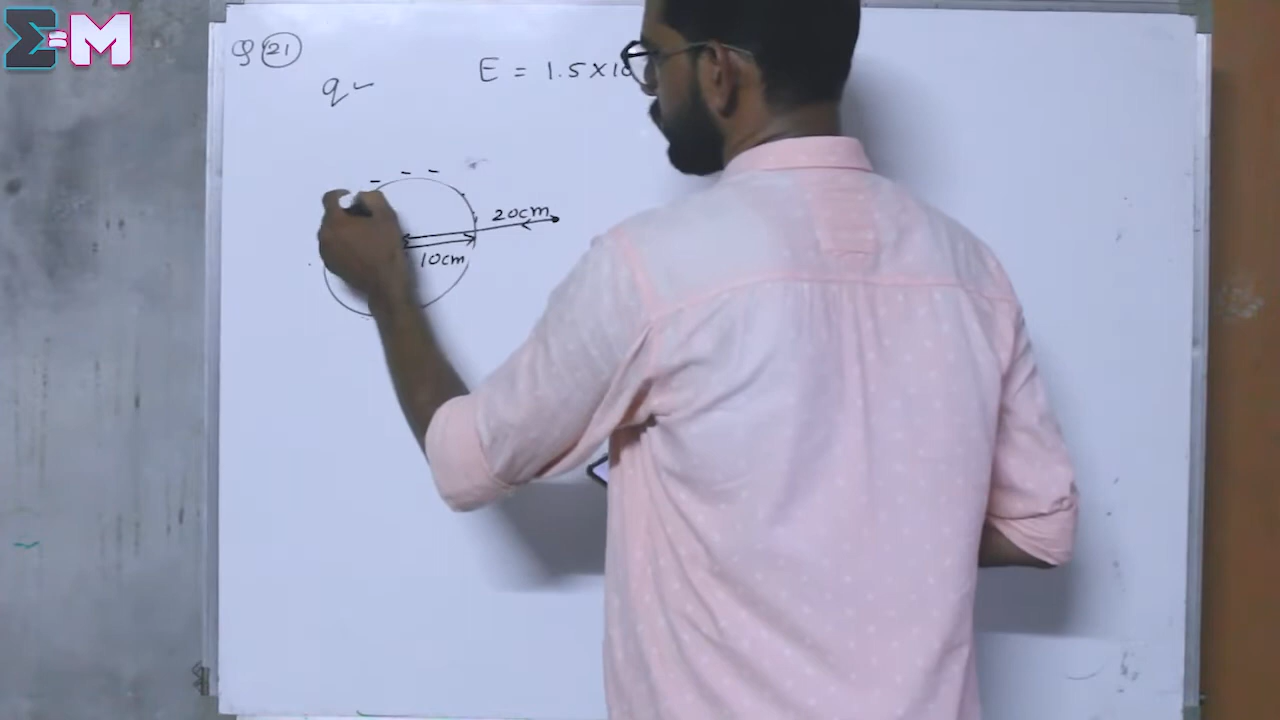 Σ=M
Q 21
q
E = 1.5×10
20cm
10cm